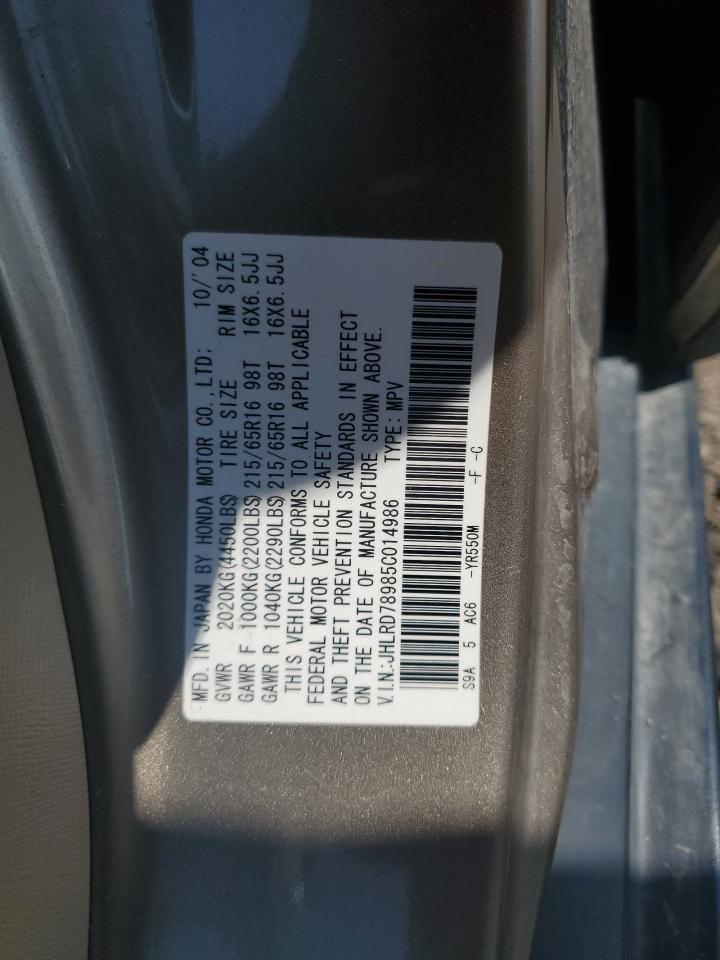 MFD. IN JAPAN BY HONDA MOTOR CO., LTD; 10/'04
GVWR 2020KG(4450LBS) TIRE SIZE RIM SIZE
GAWR F 1000KG(2200LBS) 215/65R16 98T 16X6.5JJ
GAWR R 1040KG(2290LBS) 215/65R16 98T 16X6.5JJ
THIS VEHICLE CONFORMS TO ALL APPLICABLE
FEDERAL MOTOR VEHICLE SAFETY
AND THEFT PREVENTION STANDARDS IN EFFECT
ON THE DATE OF MANUFACTURE SHOWN ABOVE.
V.I.N.:JHLRD78985C014986 TYPE: MPV
S9A 5 AC6 -YR550M -F -C